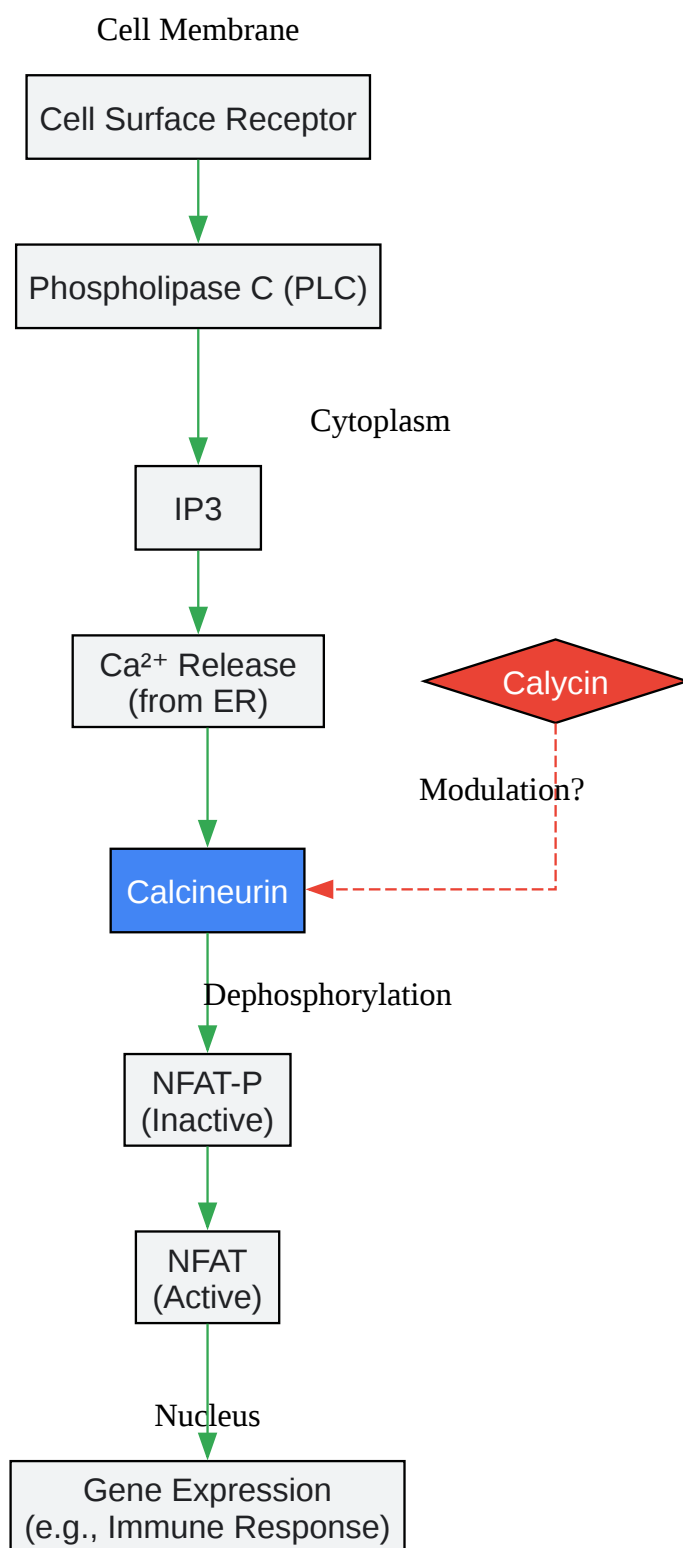 Cell Membrane
Cell Surface Receptor
Phospholipase C (PLC)
Cytoplasm
IP3
Ca²⁺ Release
(from ER)
Calycin
Modulation?
Calcineurin
Dephosphorylation
NFAT-P
(Inactive)
NFAT
(Active)
Nucleus
Gene Expression
(e.g., Immune Response)